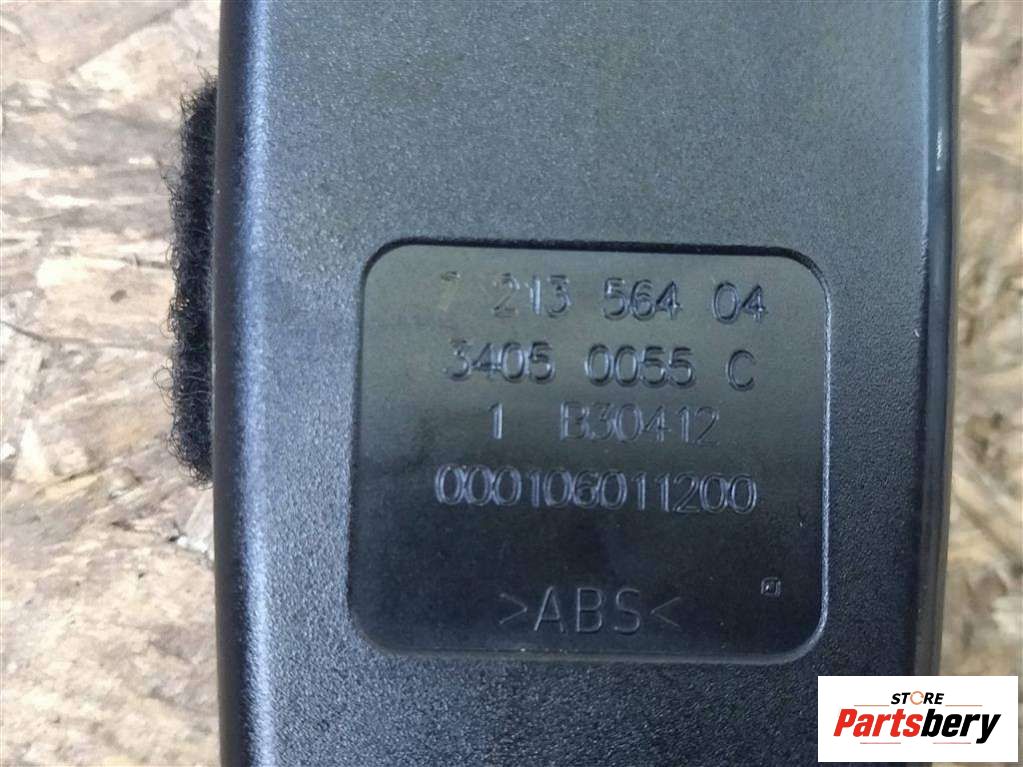 7 213 564 04
3405 0055 C
1 B30412
000106011200
>ABS<
STORE
Partsbery